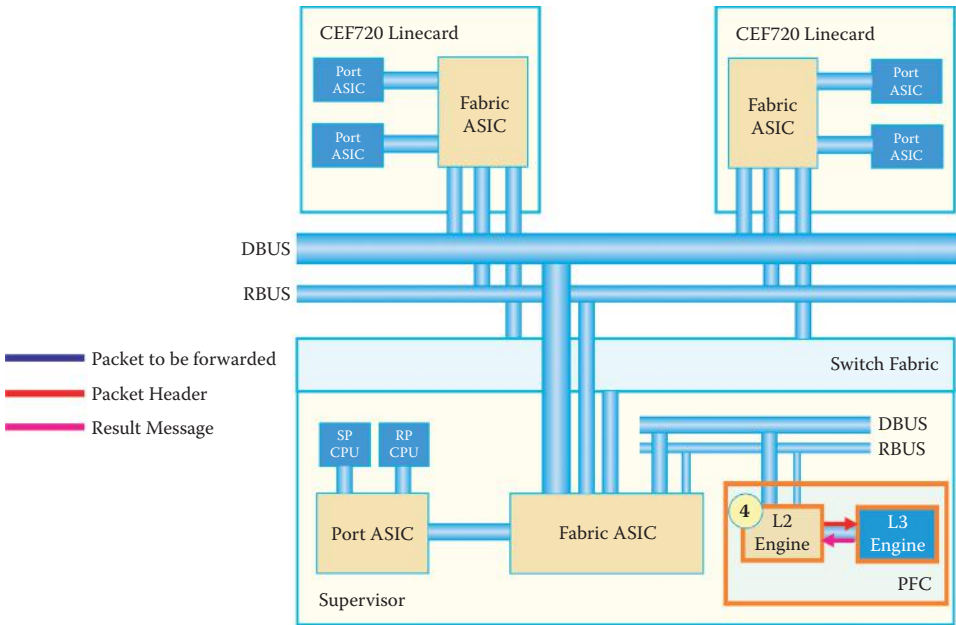 CEF720 Linecard
Port
ASIC
Port
ASIC
Fabric
ASIC
CEF720 Linecard
Fabric
ASIC
Port
ASIC
Port
ASIC
DBUS
RBUS
Packet to be forwarded
Packet Header
Result Message
Switch Fabric
SP
CPU
RP
CPU
DBUS
RBUS
Port ASIC
Fabric ASIC
4
L2
Engine
L3
Engine
PFC
Supervisor